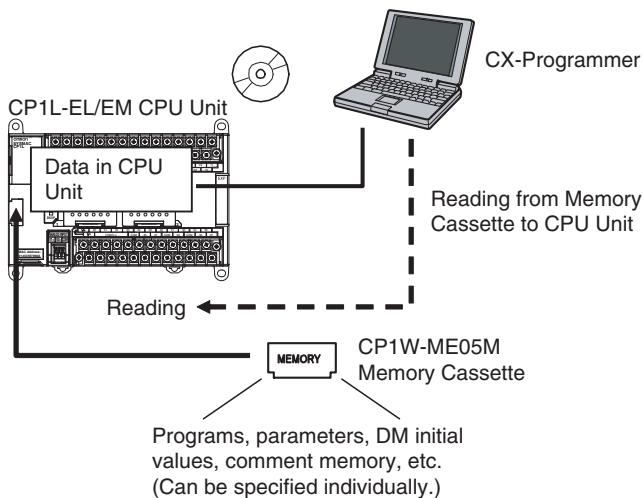 CX-Programmer
CP1L-EL/EM CPU Unit
Data in CPU
Unit
Reading from Memory
Cassette to CPU Unit
Reading
MEMORY
CP1W-ME05M
Memory Cassette
Programs, parameters, DM initial
values, comment memory, etc.
(Can be specified individually.)